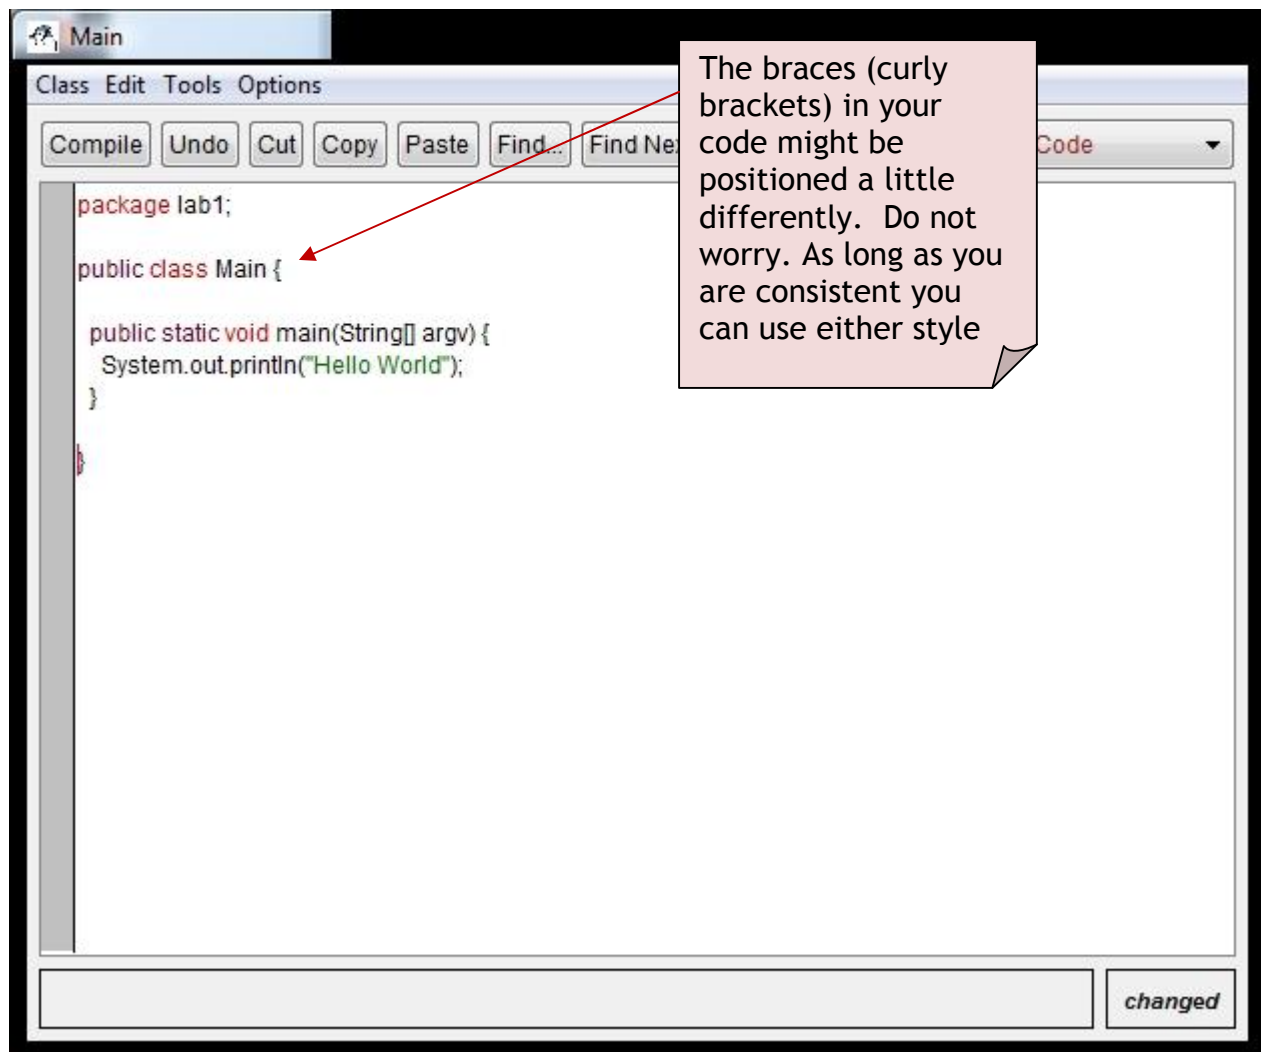 Main
Class Edit Tools Options
Compile Undo Cut Copy Paste Find... Find Ne Code
package lab1;
public class Main {
public static void main(String[] argv) {
System.out.println("Hello World");
}
}
The braces (curly
brackets) in your
code might be
positioned a little
differently. Do not
worry. As long as you
are consistent you
can use either style
changed